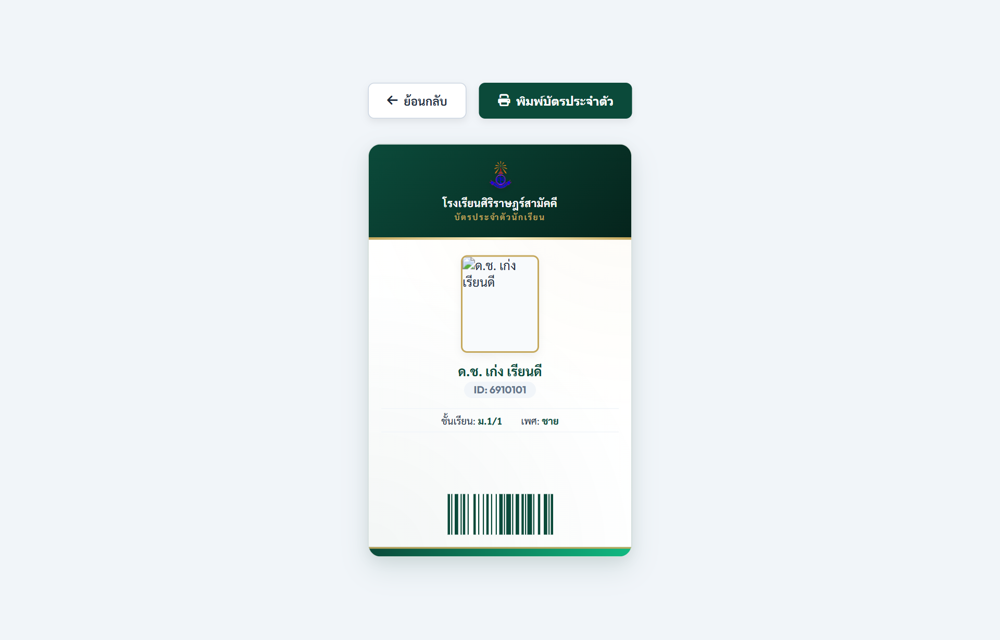 ย้อนกลับ
พิมพ์บัตรประจำตัว
โรงเรียนศิริราษฎร์สามัคคี
บัตรประจำตัวนักเรียน
ด.ช. เก่ง
เรียนดี
ด.ช. เก่ง เรียนดี
ID: 6910101
ชั้นเรียน: ม.1/1 เพศ: ชาย